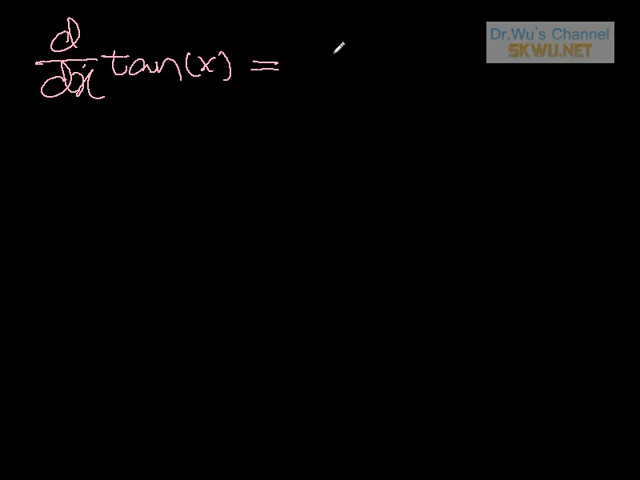 d/dx tan(x) =
Dr.Wu's Channel
SKWU.NET